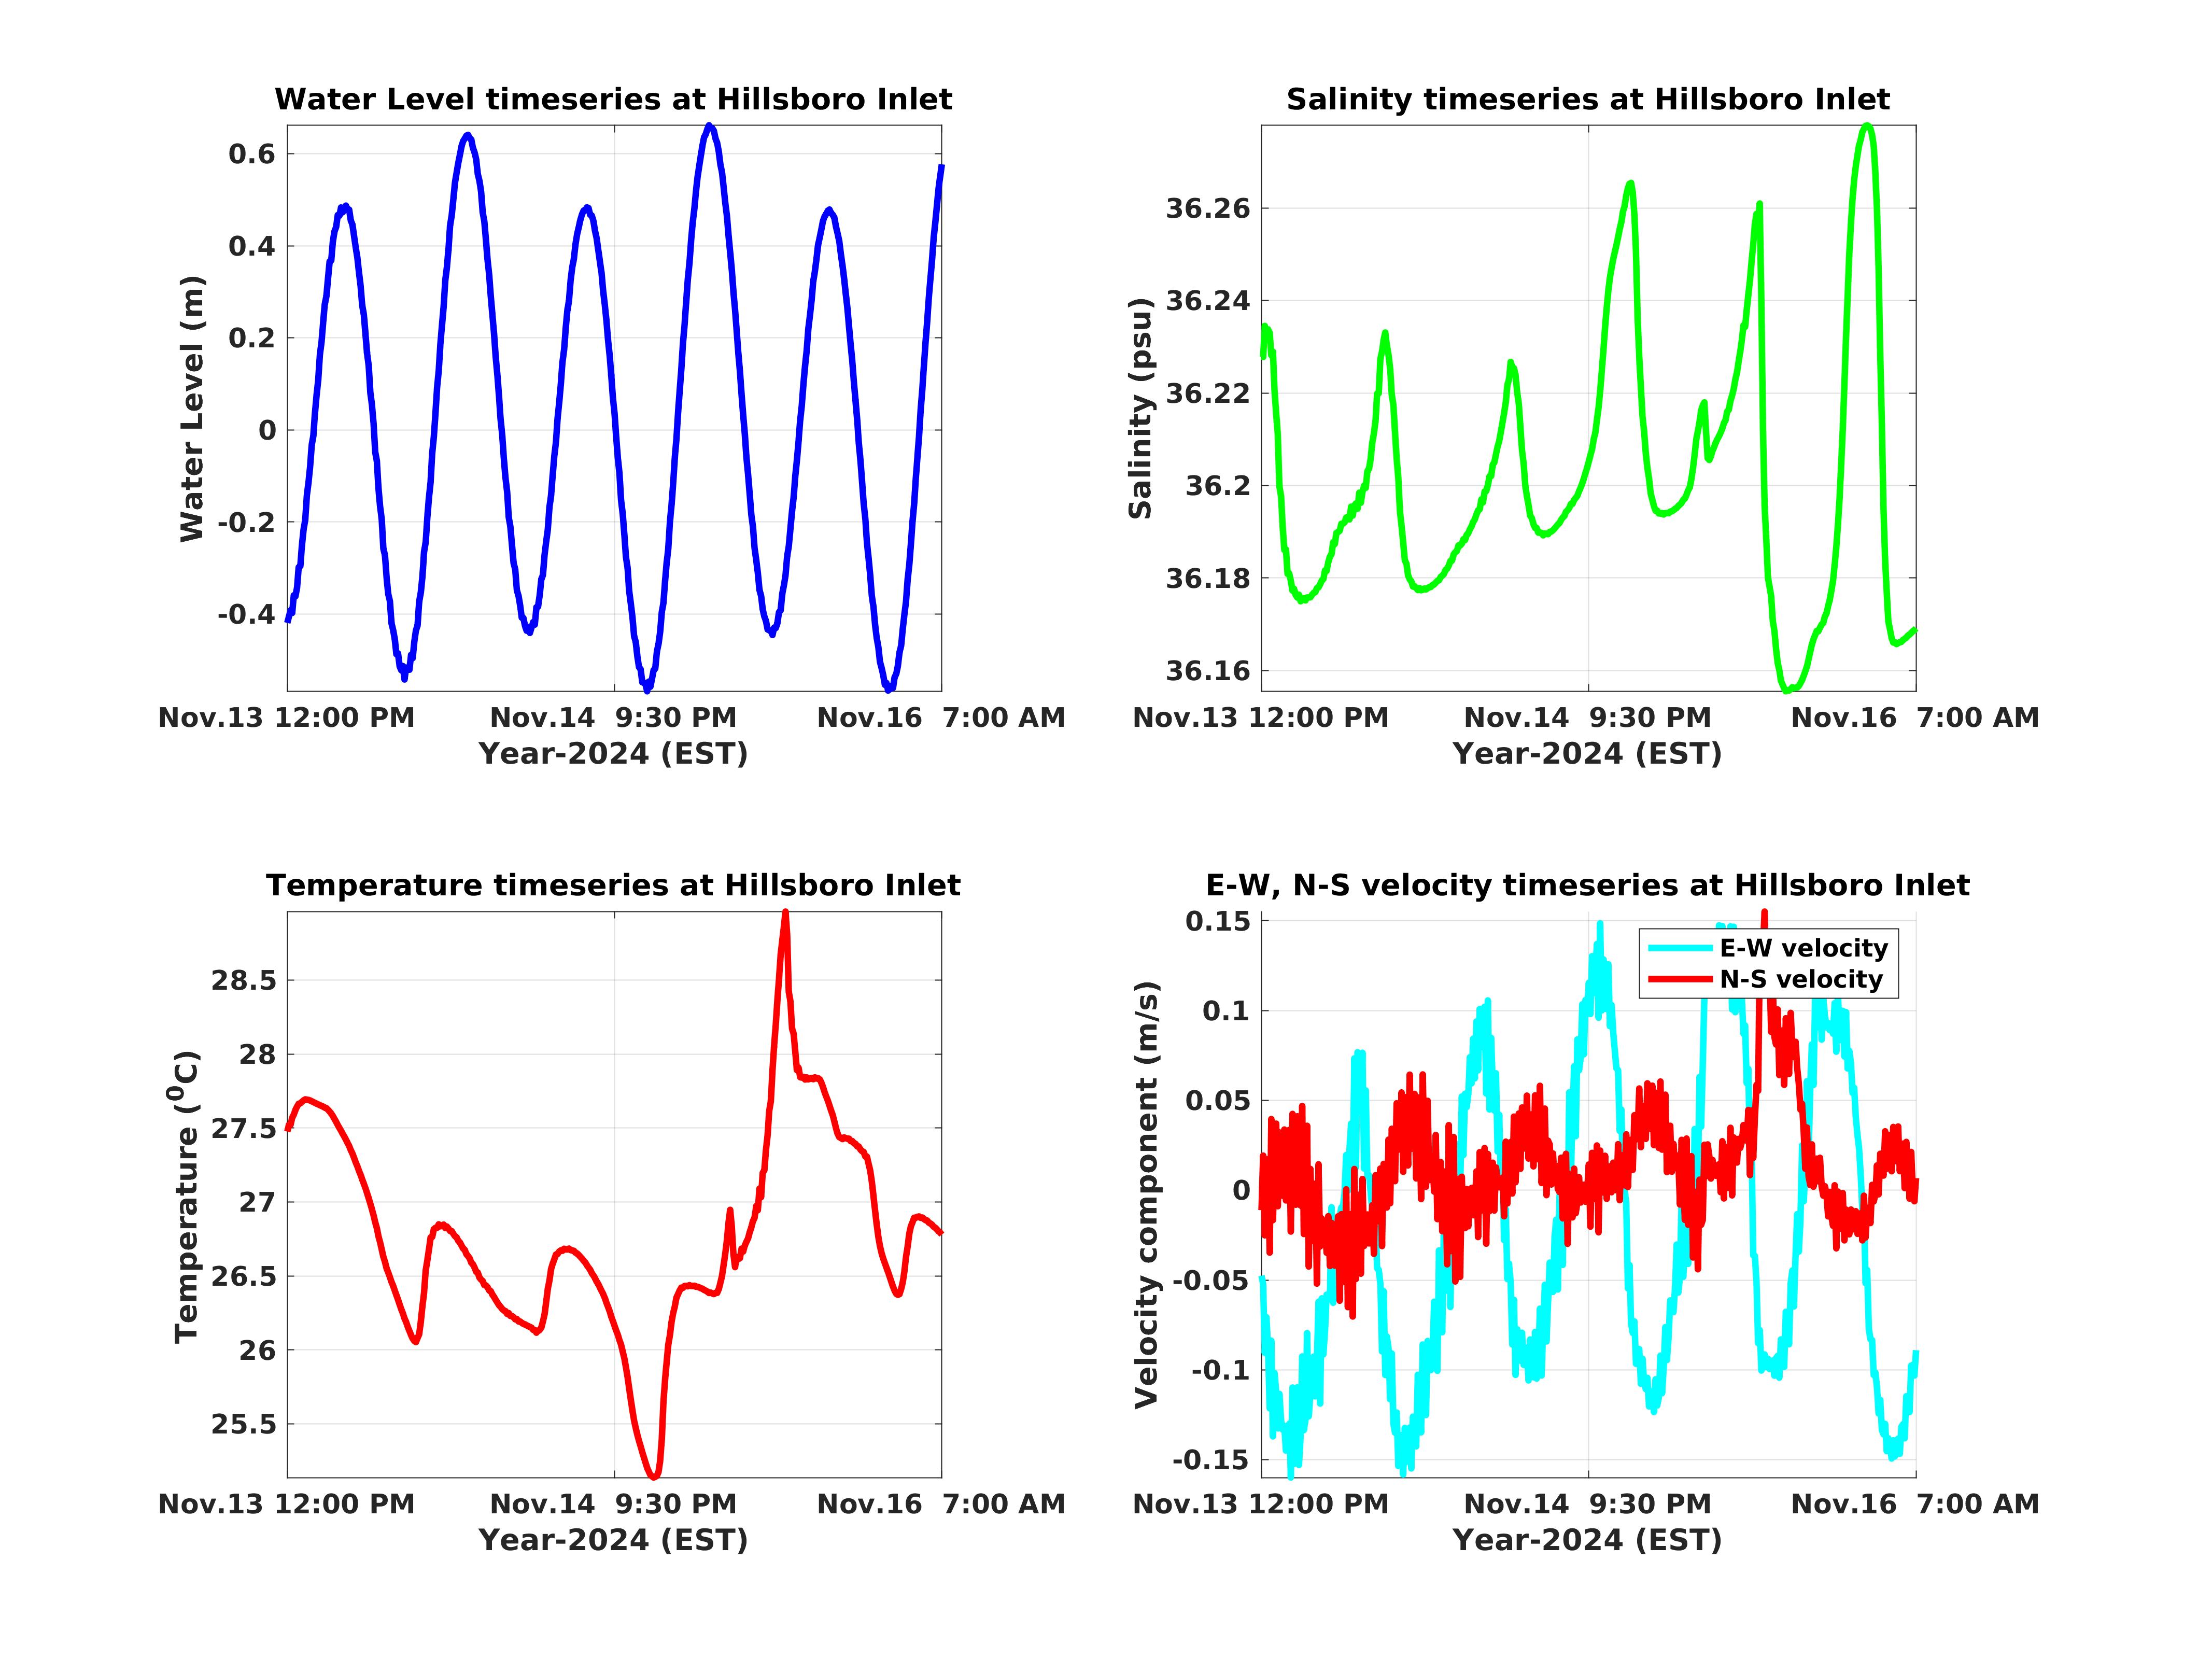 Water Level timeseries at Hillsboro Inlet
Water Level (m)
0.6
0.4
0.2
0
-0.2
-0.4
Nov.13 12:00 PM
Nov.14 9:30 PM
Nov.16 7:00 AM
Year-2024 (EST)
Salinity timeseries at Hillsboro Inlet
Salinity (psu)
36.26
36.24
36.22
36.2
36.18
36.16
Nov.13 12:00 PM
Nov.14 9:30 PM
Nov.16 7:00 AM
Year-2024 (EST)
Temperature timeseries at Hillsboro Inlet
Temperature (⁰C)
28.5
28
27.5
27
26.5
26
25.5
Nov.13 12:00 PM
Nov.14 9:30 PM
Nov.16 7:00 AM
Year-2024 (EST)
E-W, N-S velocity timeseries at Hillsboro Inlet
Velocity component (m/s)
0.15
0.1
0.05
0
-0.05
-0.1
-0.15
E-W velocity
N-S velocity
Nov.13 12:00 PM
Nov.14 9:30 PM
Nov.16 7:00 AM
Year-2024 (EST)